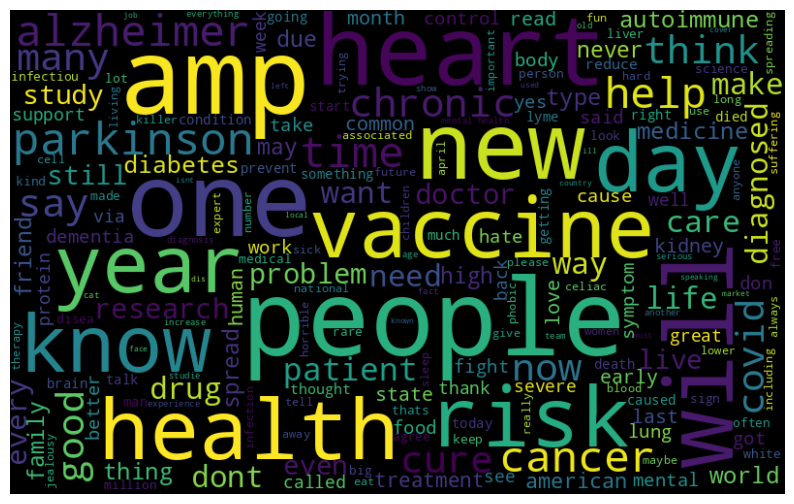 job
everything
going
month
control
read
autoimmune
fun
old
cover
alzheimer
many
infectiou
lot
study
living
killer
condition
support
amp
week
due
heart
trying
left
start
chronic
associated
common
take
yes
type
body
person
important
never
reduce
liver
show
used
help
said
hard
science
think
make
spreading
parkinson
cell
may
diabetes
prevent
still
time
something
future
mental health
april
new
lyme
look
right
use
died
long
medicine
ill
day
diagnosed
suffering
kind
made
say
via
friend
protein
dementia
isnt
diagnosis
one
expert
number
local
want
doctor
vaccine
children
age
much
hate
getting
cause
country
well
care
anyone
kidney
year
work
sick
medical
problem
human
need
high
back
please
celiac
love
way
don
free
dis
cat
disea
research
national
horrible
fact
rare
people
phobic
give
women
symptom
serious
speaking
market
another
life
great
lower
always
including
know
increase
therapy
face
studie
brain
talk
drug
spread
patient
known
sleep
team
fight
now
death
blood
live
must
covid
will
every
family
jealousy
better
man
experience
million
good
thing
health
infection
tell
away
thought
thats
agree
state
food
thank
keep
today
risk
severe
really
early
caused
sign
last
lung
often
got
maybe
white
dont
called
even
big
eat
treatment
cure
see
cancer
american
mental
world